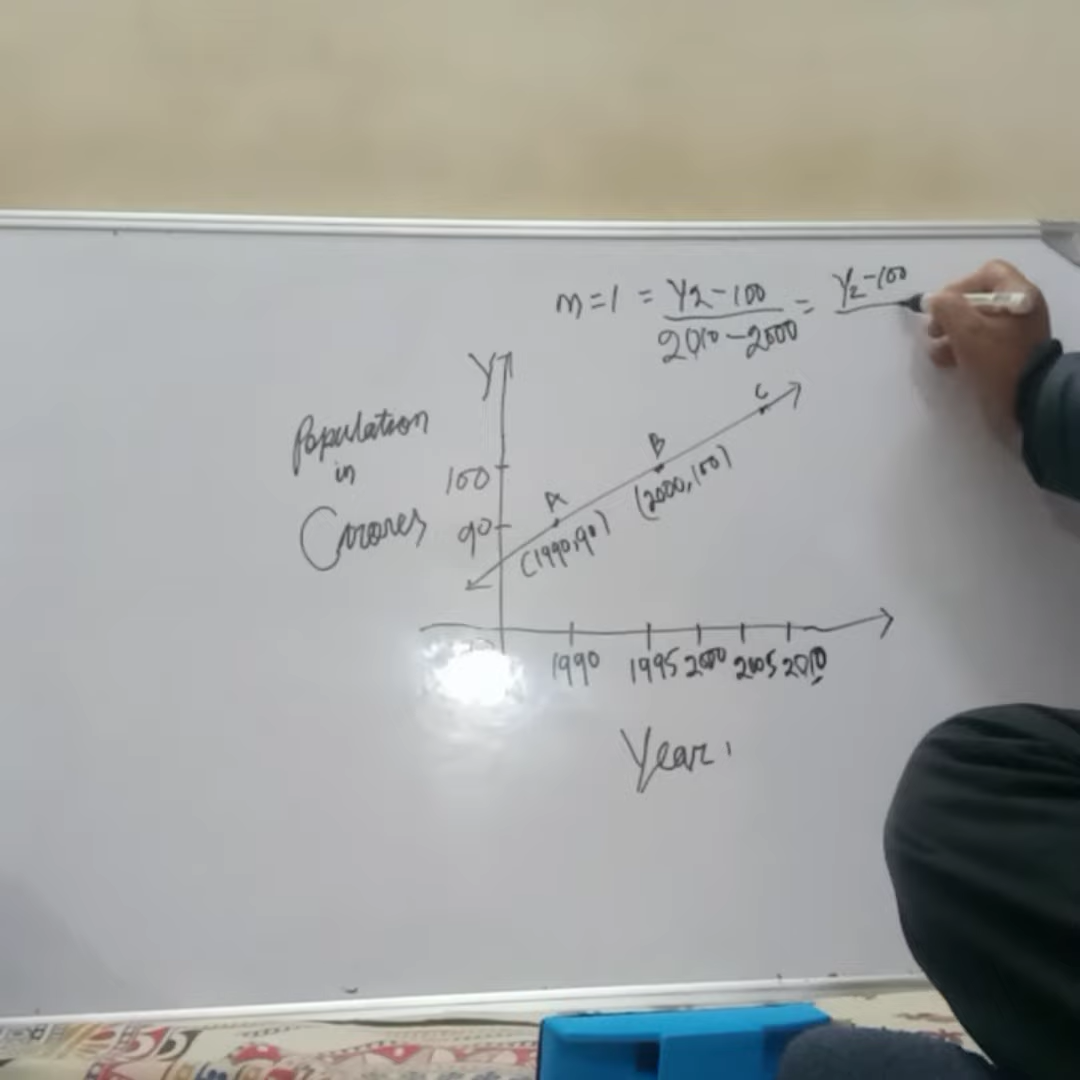 m = 1 = Y2 - 100 / 2010 - 2000 = Y2 - 100
Y
Population
in
Crores
100
90
A
B
C
(1990,90)
(2000,100)
1990 1995 2000 2005 2010
Year